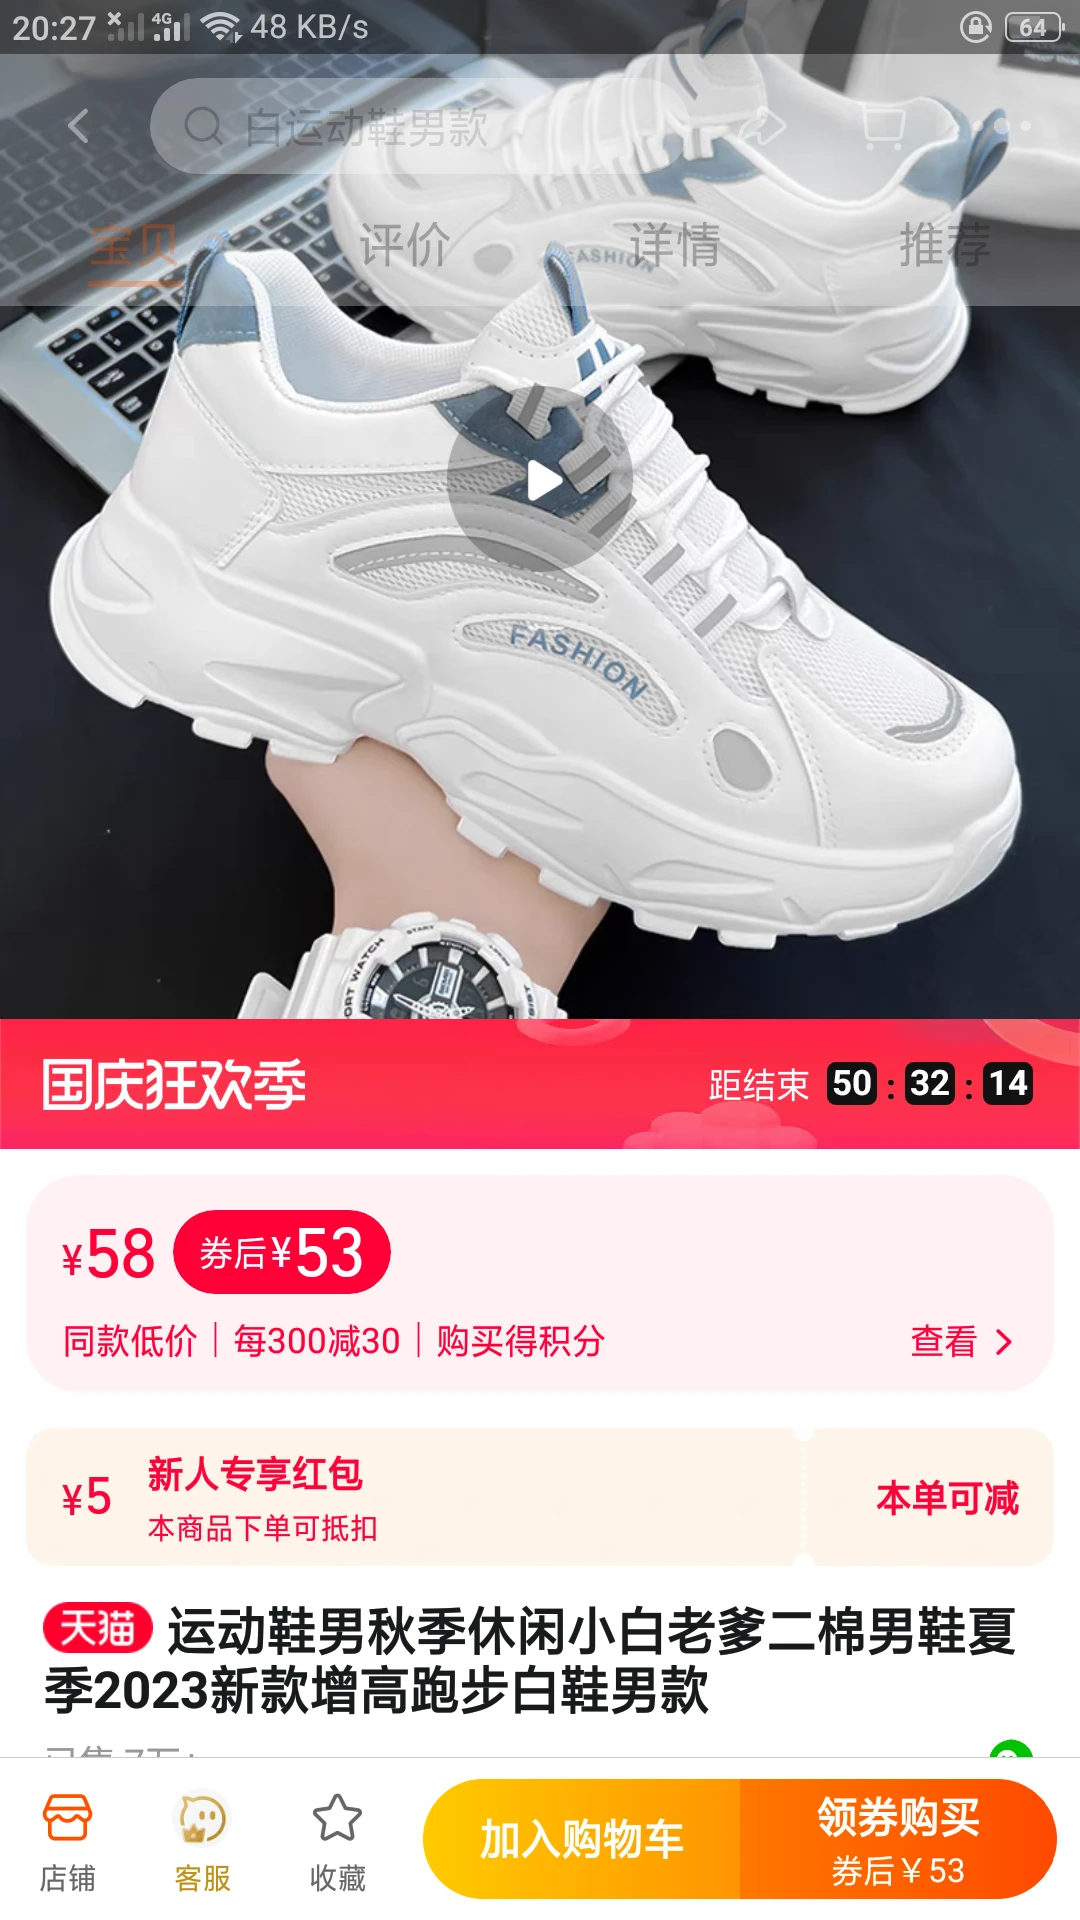 20:27 4G 48 KB/s 64
白运动鞋男款
宝贝 评价 详情 推荐
FASHION
FASHION
START
国庆狂欢季 距结束 50 : 32 : 14
¥58 券后¥53
同款低价 | 每300减30 | 购买得积分 查看
¥5 新人专享红包 本单可减
本商品下单可抵扣
天猫 运动鞋男秋季休闲小白老爹二棉男鞋夏
季2023新款增高跑步白鞋男款
店铺 客服 收藏 加入购物车 领券购买
券后¥53